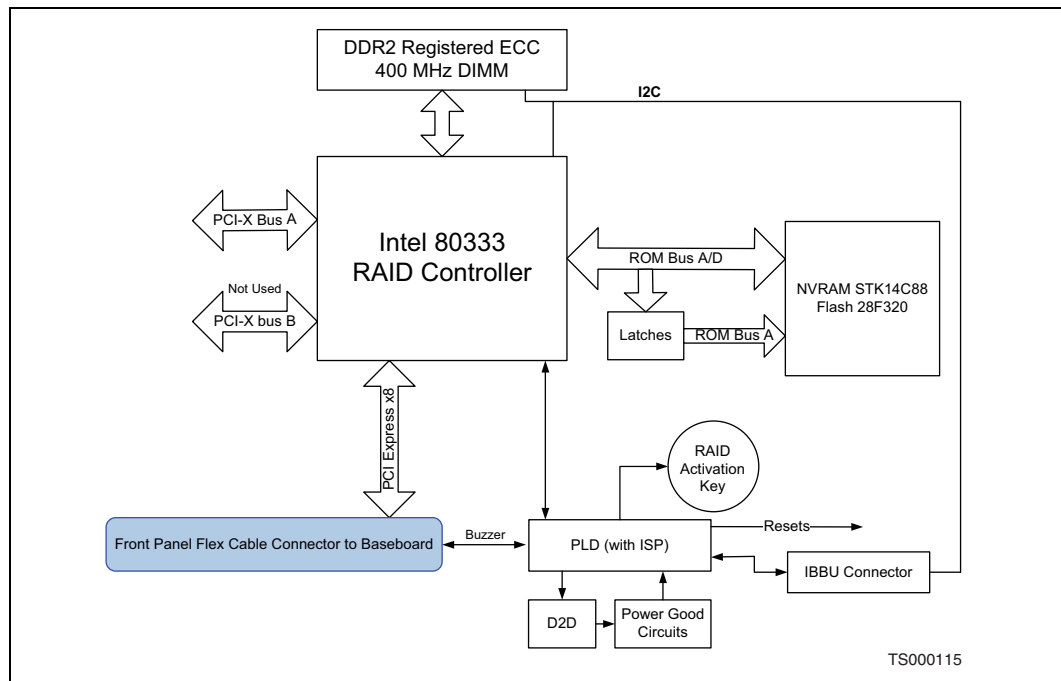 DDR2 Registered ECC
400 MHz DIMM
I2C
PCI-X Bus A
Intel 80333
RAID Controller
ROM Bus A/D
NVRAM STK14C88
Flash 28F320
Not Used
PCI-X bus B
Latches
ROM Bus A
PCI Express x8
RAID
Activation
Key
Front Panel Flex Cable Connector to Baseboard
Buzzer
PLD (with ISP)
Resets
IBBU Connector
D2D
Power Good
Circuits
TS000115